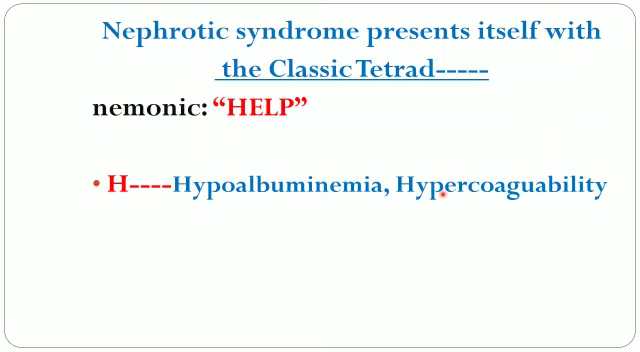 Nephrotic syndrome presents itself with
the Classic Tetrad-----
nemonic: “HELP”
• H----Hypoalbuminemia, Hypercoaguability